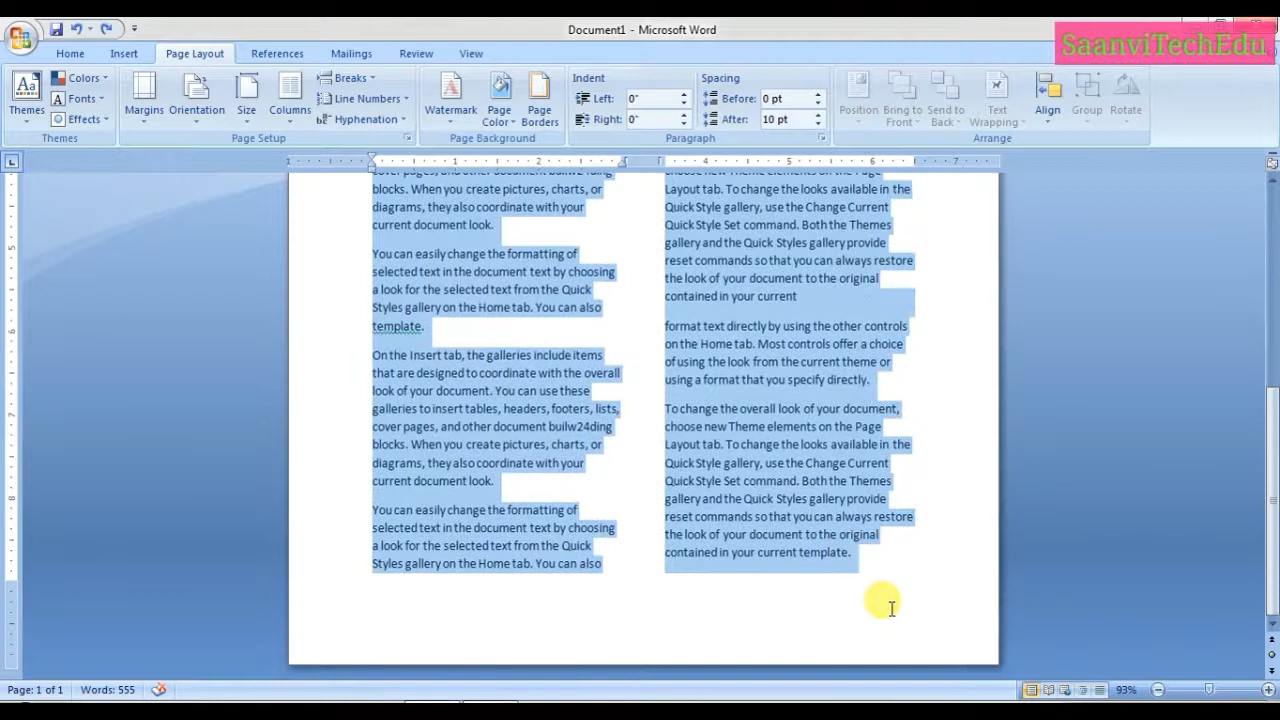 Document1 - Microsoft Word
SaanviTechEdu
Home Insert Page Layout References Mailings Review View
Themes
Colors
Fonts
Effects
Themes
Margins Orientation Size Columns
Breaks
Line Numbers
Hyphenation
Page Setup
Watermark Page Color Page Borders
Page Background
Indent
Left: 0"
Right: 0"
Spacing
Before: 0 pt
After: 10 pt
Paragraph
Position Bring to Front Send to Back Text Wrapping Align Group Rotate
Arrange
1 1 2 4 5 6 7
5
6
7
8
blocks. When you create pictures, charts, or
diagrams, they also coordinate with your
current document look.
You can easily change the formatting of
selected text in the document text by choosing
a look for the selected text from the Quick
Styles gallery on the Home tab. You can also
template.
On the Insert tab, the galleries include items
that are designed to coordinate with the overall
look of your document. You can use these
galleries to insert tables, headers, footers, lists,
cover pages, and other document builw24ding
blocks. When you create pictures, charts, or
diagrams, they also coordinate with your
current document look.
You can easily change the formatting of
selected text in the document text by choosing
a look for the selected text from the Quick
Styles gallery on the Home tab. You can also
choose new Theme elements on the Page
Layout tab. To change the looks available in the
Quick Style gallery, use the Change Current
Quick Style Set command. Both the Themes
gallery and the Quick Styles gallery provide
reset commands so that you can always restore
the look of your document to the original
contained in your current
format text directly by using the other controls
on the Home tab. Most controls offer a choice
of using the look from the current theme or
using a format that you specify directly.
To change the overall look of your document,
choose new Theme elements on the Page
Layout tab. To change the looks available in the
Quick Style gallery, use the Change Current
Quick Style Set command. Both the Themes
gallery and the Quick Styles gallery provide
reset commands so that you can always restore
the look of your document to the original
contained in your current template.
Page: 1 of 1 Words: 555
93%